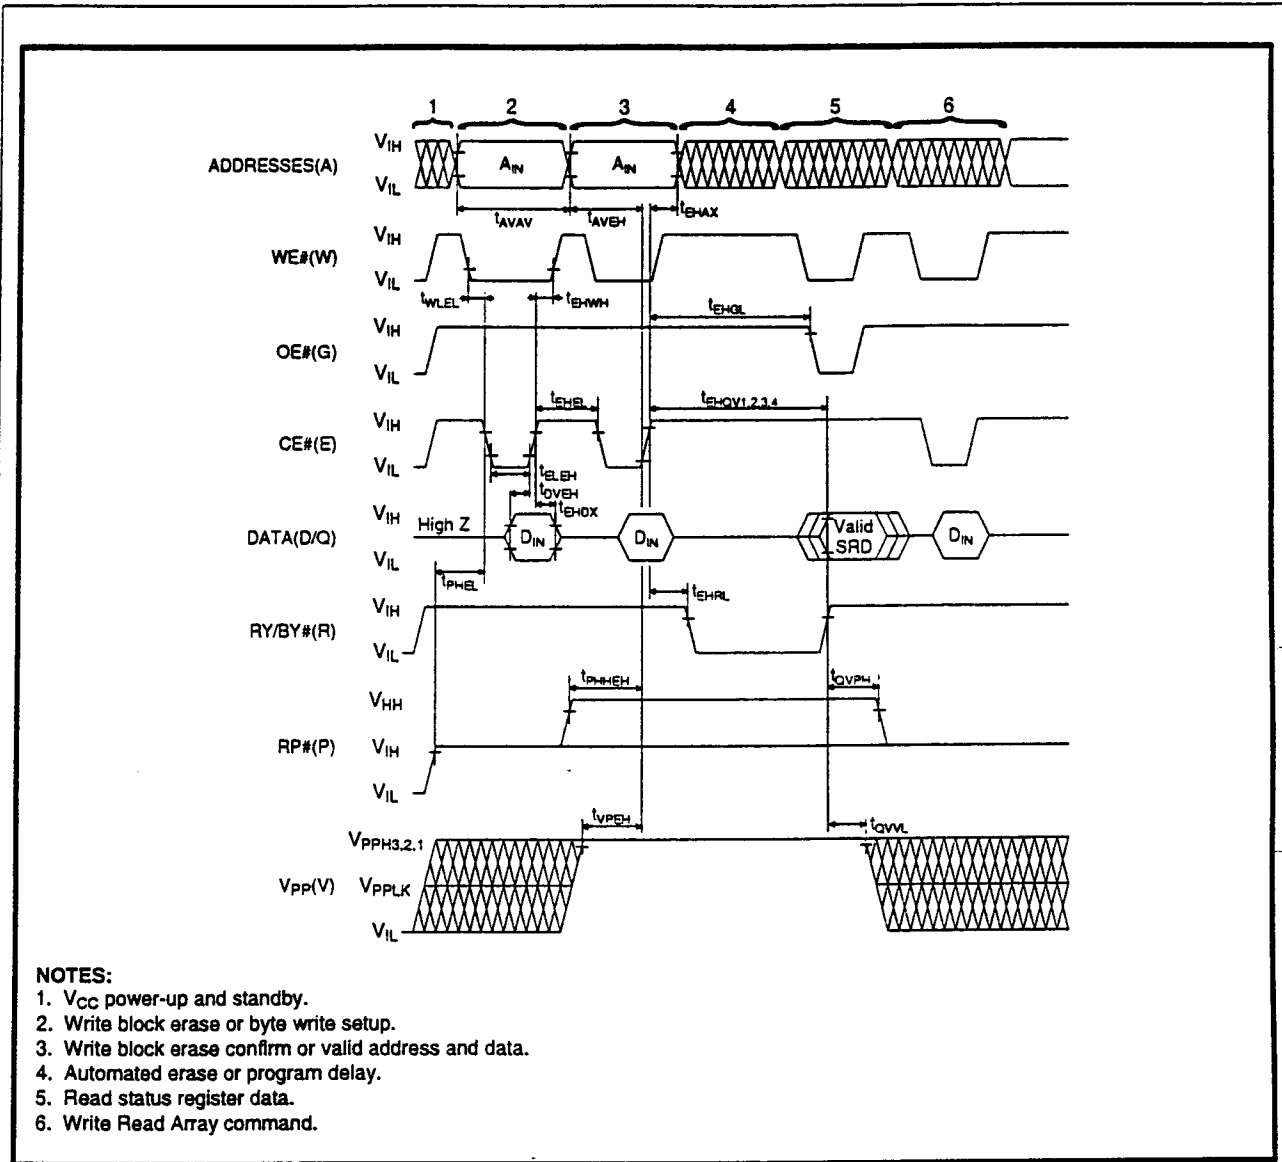 1 2 3 4 5 6
ADDRESSES(A)
VIH
VIL
AIN AIN
tAVAV tAVEH tEHAX
WE#(W)
VIH
VIL
tWLEL tEHWH
tEHGL
OE#(G)
VIH
VIL
tEHEL tEHQV1,2,3,4
CE#(E)
VIH
VIL
tELEH
tDVEH
tEHDX
DATA(D/Q)
VIH
VIL
High Z
DIN DIN Valid SRD DIN
tPHEL tEHRL
RY/BY#(R)
VIH
VIL
tPHHEH tQVPH
RP#(P)
VHH
VIH
VIL
tVPEH tQVVL
VPP(V)
VPPH3,2,1
VPPLK
VIL
NOTES:
1. VCC power-up and standby.
2. Write block erase or byte write setup.
3. Write block erase confirm or valid address and data.
4. Automated erase or program delay.
5. Read status register data.
6. Write Read Array command.